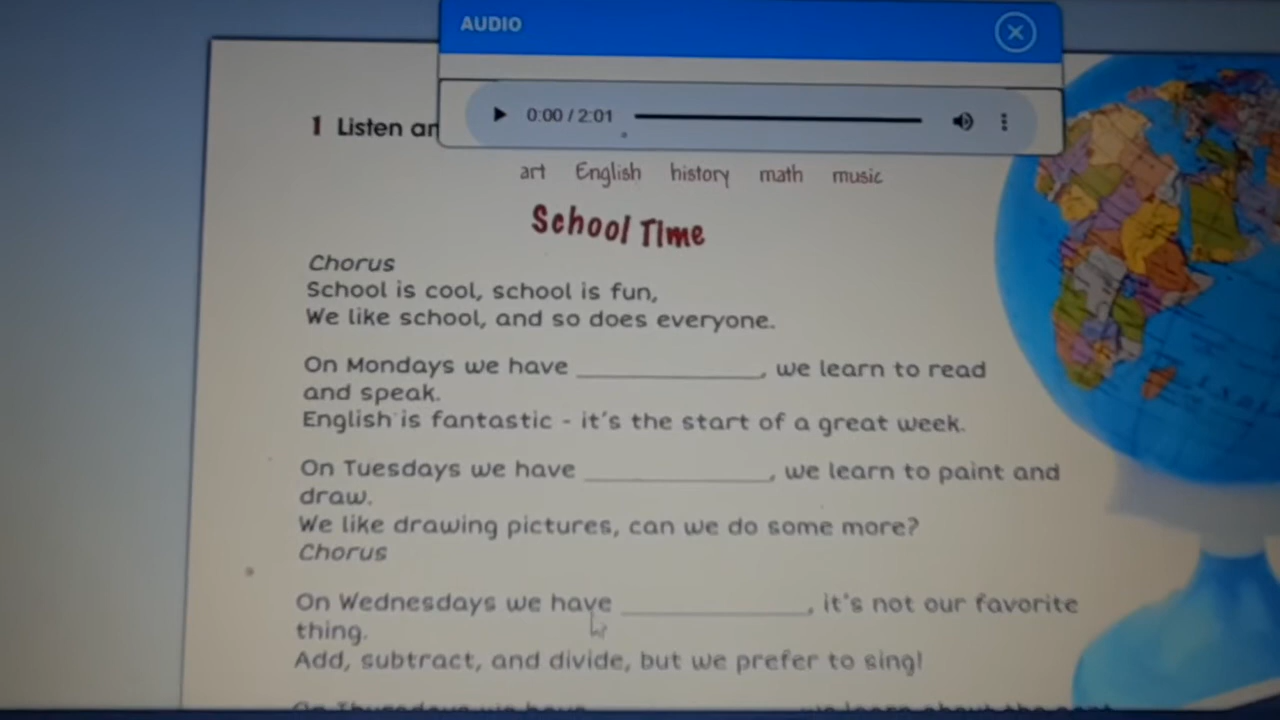 AUDIO
0:00 / 2:01
1 Listen
art English history math music
School Time
Chorus
School is cool, school is fun,
We like school, and so does everyone.
On Mondays we have ____________, we learn to read
and speak.
English is fantastic - it's the start of a great week.
On Tuesdays we have ____________, we learn to paint and
draw.
We like drawing pictures, can we do some more?
Chorus
On Wednesdays we have ____________, it's not our favorite
thing.
Add, subtract, and divide, but we prefer to sing!